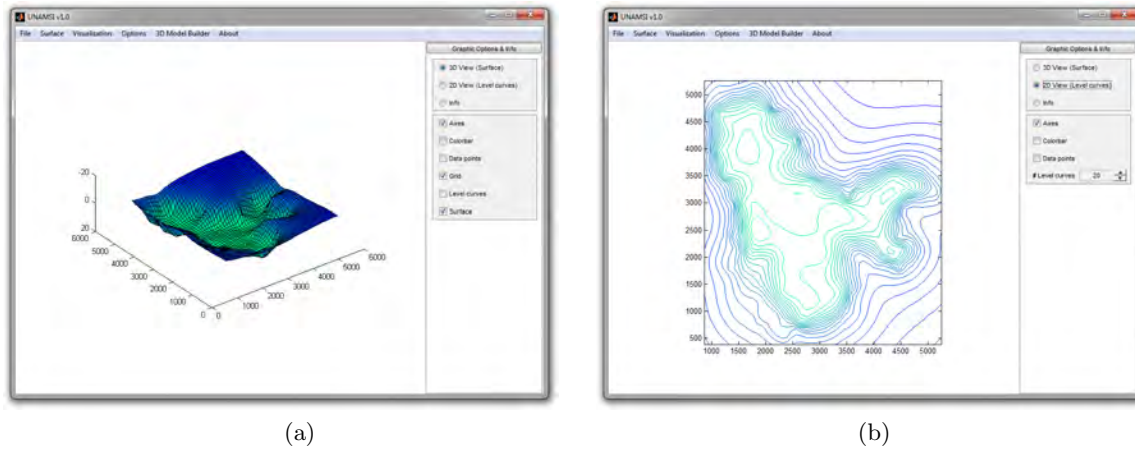 UNAMSI v1.0
File Surface Visualization Options 3D Model Builder About
Graphic Options & Info
3D View (Surface)
2D View (Level curves)
Info
Axes
Colorbar
Data points
Grid
Level curves
Surface
-20
0
20
6000
5000
4000
3000
2000
1000
0
0
1000
2000
3000
4000
5000
6000
(a)
UNAMSI v1.0
File Surface Visualization Options 3D Model Builder About
Graphic Options & Info
3D View (Surface)
2D View (Level curves)
Info
Axes
Colorbar
Data points
# Level curves 20
5000
4500
4000
3500
3000
2500
2000
1500
1000
500
1000 1500 2000 2500 3000 3500 4000 4500 5000
(b)